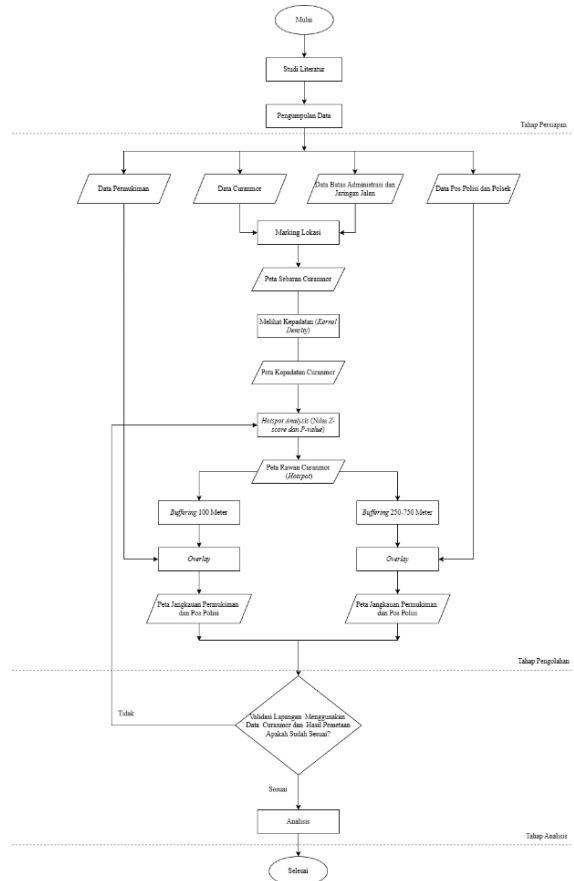 Mulai
Studi Literatur
Pengumpulan Data
Tahap Persiapan
Data Permukiman
Data Curanmor
Data Batas Administrasi dan
Jaringan Jalan
Data Pos Polisi dan Polsek
Marking Lokasi
Peta Sebaran Curanmor
Melihat Kepadatan (Kernel
Density)
Peta Kepadatan Curanmor
Hotspot Analysis (Nilai Z-
score dan P-value)
Peta Rawan Curanmor
(Hotspot)
Buffering 100 Meter
Buffering 250-750 Meter
Overlay
Overlay
Peta Jangkauan Permukiman
dan Pos Polisi
Peta Jangkauan Permukiman
dan Pos Polisi
Tahap Pengolahan
Tidak
Validasi Lapangan Menggunakan
Data Curanmor dan Hasil Pemetaan
Apakah Sudah Sesuai?
Sesuai
Analisis
Tahap Analisis
Selesai